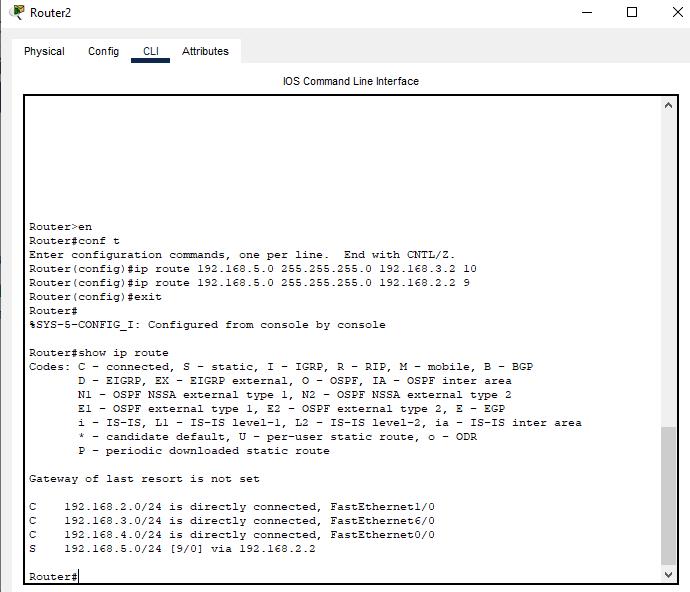 Router2
Physical Config CLI Attributes
IOS Command Line Interface
Router>en
Router#conf t
Enter configuration commands, one per line.  End with CNTL/Z.
Router(config)#ip route 192.168.5.0 255.255.255.0 192.168.3.2 10
Router(config)#ip route 192.168.5.0 255.255.255.0 192.168.2.2 9
Router(config)#exit
Router#
%SYS-5-CONFIG_I: Configured from console by console
Router#show ip route
Codes: C - connected, S - static, I - IGRP, R - RIP, M - mobile, B - BGP
D - EIGRP, EX - EIGRP external, O - OSPF, IA - OSPF inter area
N1 - OSPF NSSA external type 1, N2 - OSPF NSSA external type 2
E1 - OSPF external type 1, E2 - OSPF external type 2, E - EGP
i - IS-IS, L1 - IS-IS level-1, L2 - IS-IS level-2, ia - IS-IS inter area
* - candidate default, U - per-user static route, o - ODR
P - periodic downloaded static route
Gateway of last resort is not set
C    192.168.2.0/24 is directly connected, FastEthernet1/0
C    192.168.3.0/24 is directly connected, FastEthernet6/0
C    192.168.4.0/24 is directly connected, FastEthernet0/0
S    192.168.5.0/24 [9/0] via 192.168.2.2
Router#